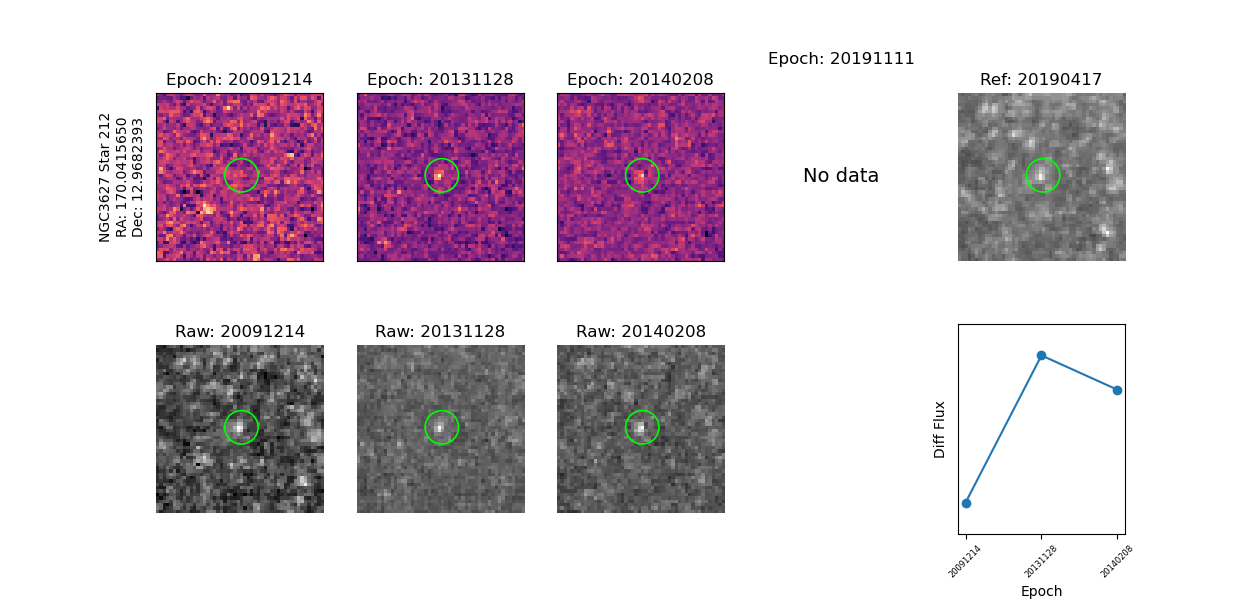 Epoch: 20191111
Epoch: 20091214
Epoch: 20131128
Epoch: 20140208
Ref: 20190417
NGC3627 Star 212
RA: 170.0415650
Dec: 12.9682393
No data
Raw: 20091214
Raw: 20131128
Raw: 20140208
Diff Flux
20091214
20131128
20140208
Epoch